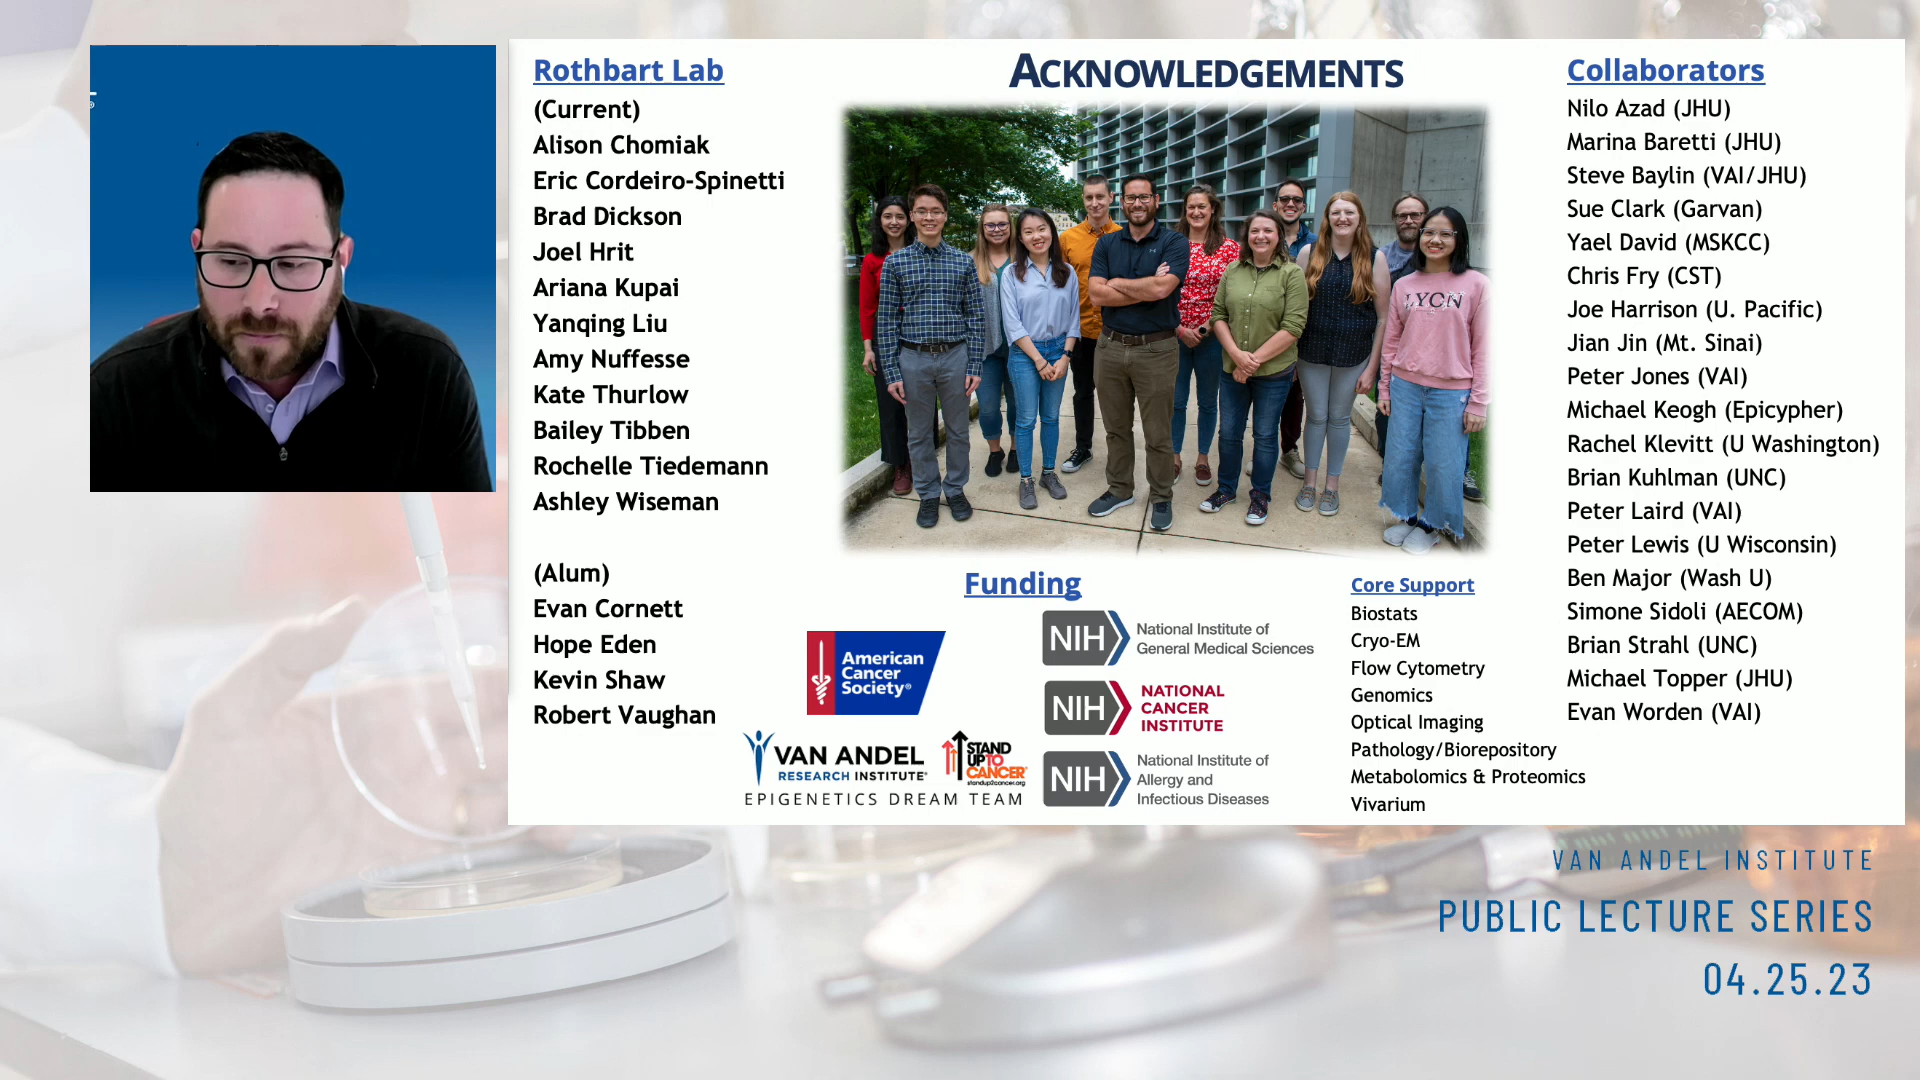 Rothbart Lab
(Current)
Alison Chomiak
Eric Cordeiro-Spinetti
Brad Dickson
Joel Hrit
Ariana Kupai
Yanqing Liu
Amy Nuffesse
Kate Thurlow
Bailey Tibben
Rochelle Tiedemann
Ashley Wiseman
(Alum)
Evan Cornett
Hope Eden
Kevin Shaw
Robert Vaughan
ACKNOWLEDGEMENTS
LYON
Funding
American
Cancer
Society®
VAN ANDEL
RESEARCH INSTITUTE®
STAND
UP TO
CANCER
standup2cancer.org
EPIGENETICS DREAM TEAM
NIH
National Institute of
General Medical Sciences
NIH
NATIONAL
CANCER
INSTITUTE
NIH
National Institute of
Allergy and
Infectious Diseases
Core Support
Biostats
Cryo-EM
Flow Cytometry
Genomics
Optical Imaging
Pathology/Biorepository
Metabolomics & Proteomics
Vivarium
Collaborators
Nilo Azad (JHU)
Marina Baretti (JHU)
Steve Baylin (VAI/JHU)
Sue Clark (Garvan)
Yael David (MSKCC)
Chris Fry (CST)
Joe Harrison (U. Pacific)
Jian Jin (Mt. Sinai)
Peter Jones (VAI)
Michael Keogh (Epicypher)
Rachel Klevitt (U Washington)
Brian Kuhlman (UNC)
Peter Laird (VAI)
Peter Lewis (U Wisconsin)
Ben Major (Wash U)
Simone Sidoli (AECOM)
Brian Strahl (UNC)
Michael Topper (JHU)
Evan Worden (VAI)
VAN ANDEL INSTITUTE
PUBLIC LECTURE SERIES
04.25.23